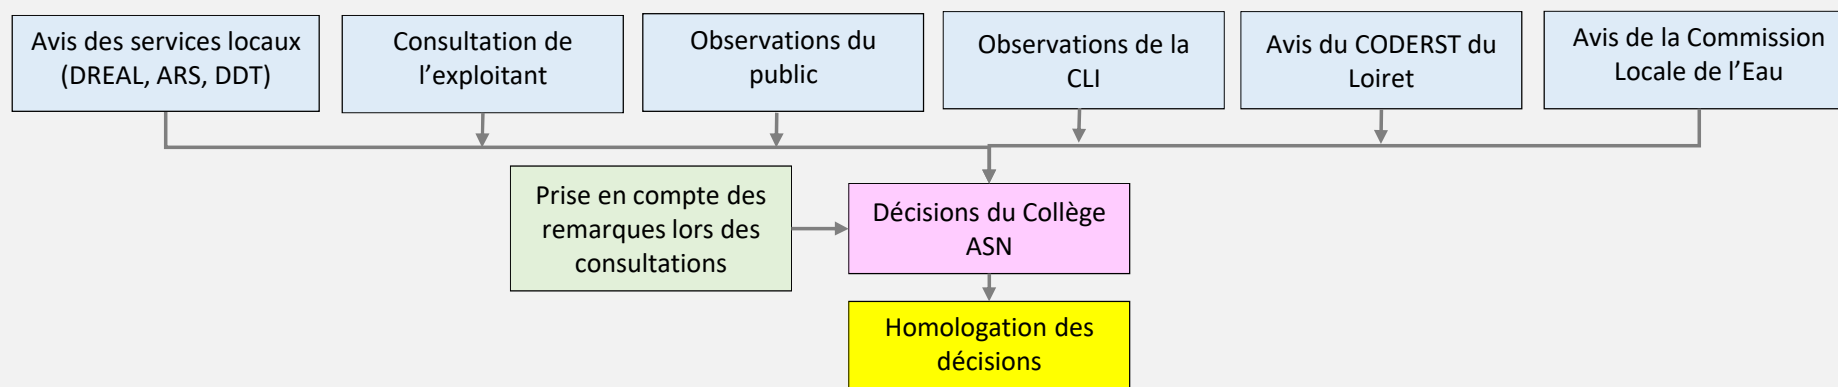 Avis des services locaux
(DREAL, ARS, DDT)
Consultation de
l’exploitant
Observations du
public
Observations de la
CLI
Avis du CODERST du
Loiret
Avis de la Commission
Locale de l’Eau
Prise en compte des
remarques lors des
consultations
Décisions du Collège
ASN
Homologation des
décisions